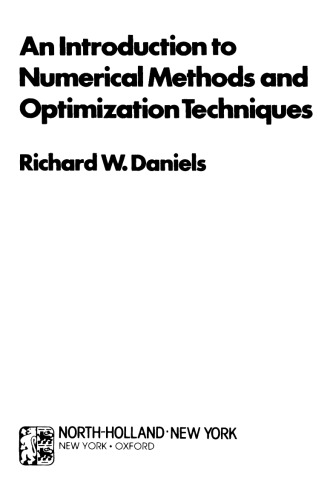 An Introduction to
Numerical Methods and
Optimization Techniques
Richard W. Daniels
NORTH-HOLLAND • NEW YORK
NEW YORK • OXFORD